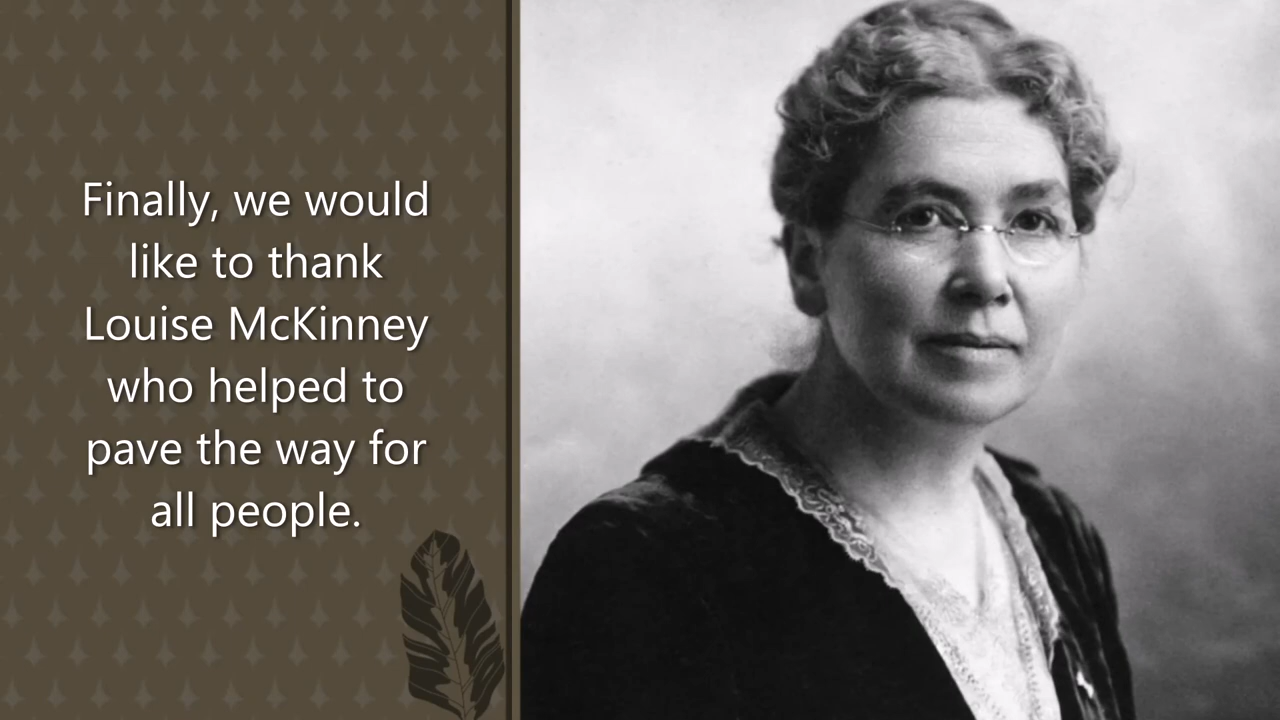 Finally, we would
like to thank
Louise McKinney
who helped to
pave the way for
all people.